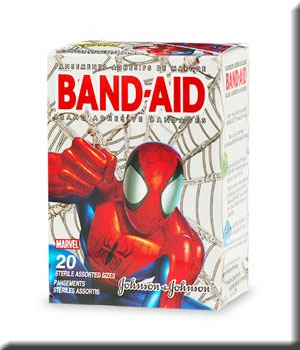 PANSEMENTS ADHÉSIFS DE MARQUE
BAND-AID
BRAND ADHESIVE BANDAGES
MARVEL
20
STERILE ASSORTED SIZES
PANSEMENTS
STÉRILES ASSORTIS
Johnson & Johnson
BAND-AID